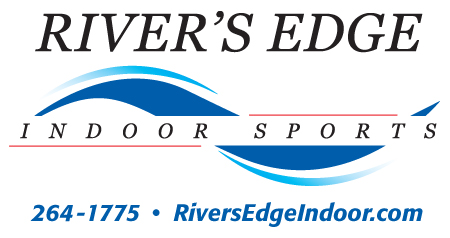 RIVER'S EDGE
INDOOR SPORTS
264-1775 • RiversEdgeIndoor.com